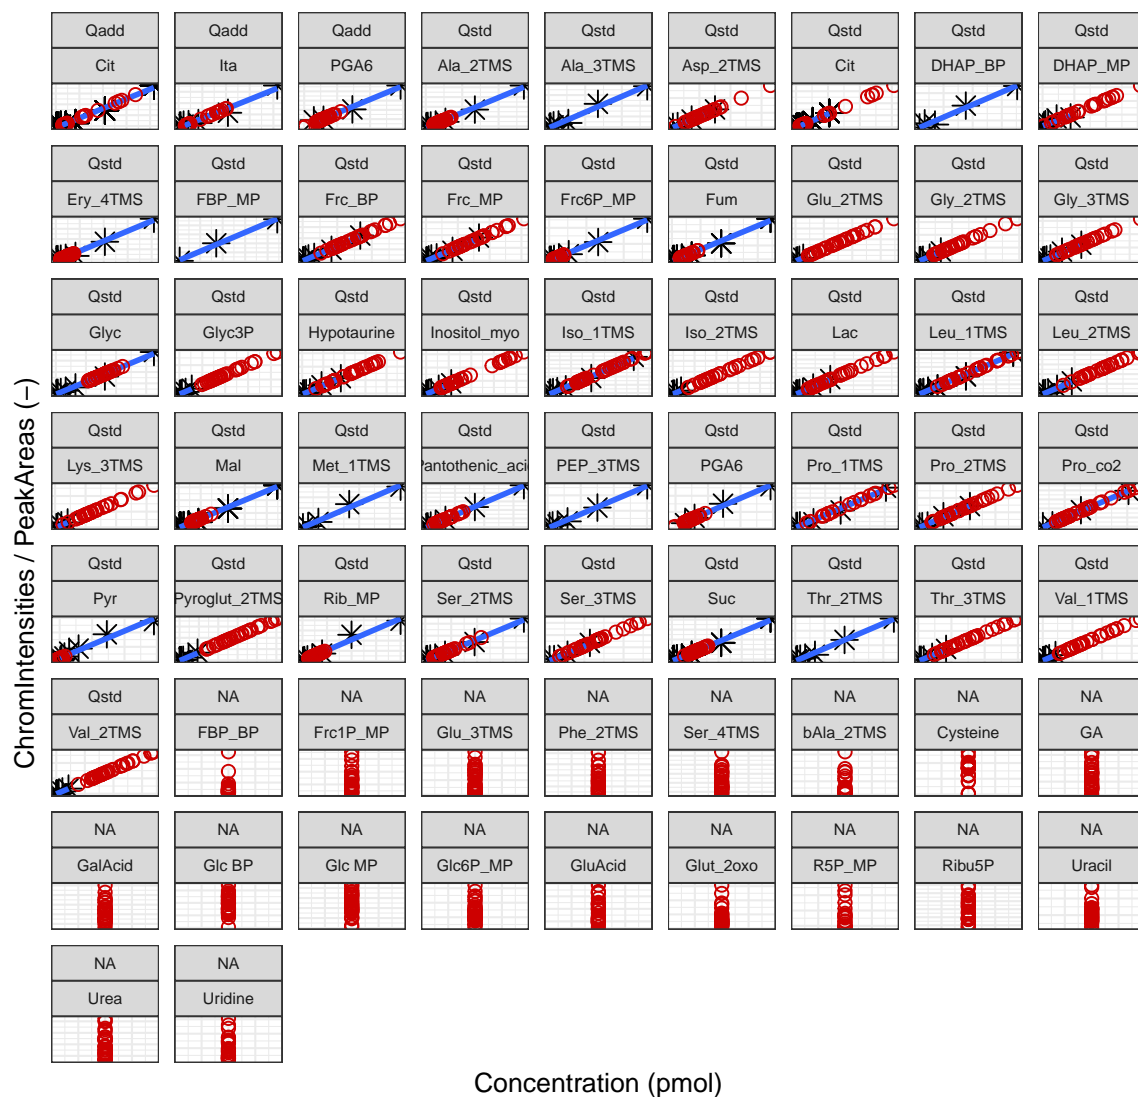 Qadd Qadd Qadd Qstd Qstd Qstd Qstd Qstd Qstd
Cit Ita PGA6 Ala_2TMS Ala_3TMS Asp_2TMS Cit DHAP_BP DHAP_MP
Qstd Qstd Qstd Qstd Qstd Qstd Qstd Qstd Qstd
Ery_4TMS FBP_MP Frc_BP Frc_MP Frc6P_MP Fum Glu_2TMS Gly_2TMS Gly_3TMS
Qstd Qstd Qstd Qstd Qstd Qstd Qstd Qstd Qstd
Glyc Glyc3P Hypotaurine Inositol_myo Iso_1TMS Iso_2TMS Lac Leu_1TMS Leu_2TMS
Qstd Qstd Qstd Qstd Qstd Qstd Qstd Qstd Qstd
Lys_3TMS Mal Met_1TMS Pantothenic_acid PEP_3TMS PGA6 Pro_1TMS Pro_2TMS Pro_co2
Qstd Qstd Qstd Qstd Qstd Qstd Qstd Qstd Qstd
Pyr Pyroglut_2TMS Rib_MP Ser_2TMS Ser_3TMS Suc Thr_2TMS Thr_3TMS Val_1TMS
Qstd NA NA NA NA NA NA NA NA
Val_2TMS FBP_BP Frc1P_MP Glu_3TMS Phe_2TMS Ser_4TMS bAla_2TMS Cysteine GA
NA NA NA NA NA NA NA NA NA
GalAcid Glc BP Glc MP Glc6P_MP GluAcid Glut_2oxo R5P_MP Ribu5P Uracil
NA NA
Urea Uridine
ChromIntensities / PeakAreas (−)
Concentration (pmol)